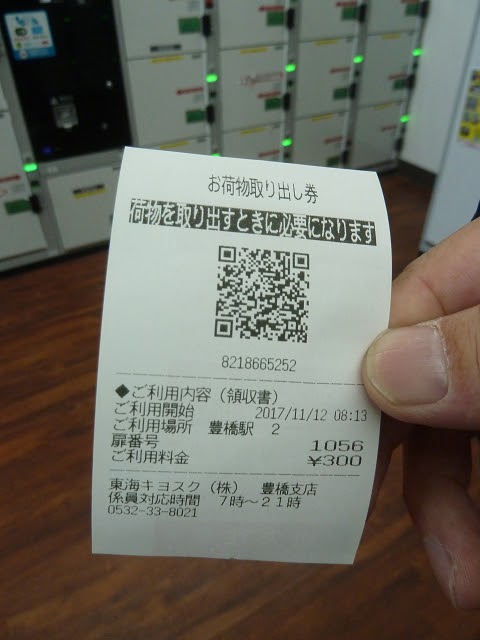 お荷物取り出し券
荷物を取り出すときに必要になります
8218665252
◆ご利用内容（領収書）
ご利用開始 2017/11/12 08:13
ご利用場所 豊橋駅 2
扉番号 1056
ご利用料金 ¥300
東海キヨスク（株） 豊橋支店
係員対応時間 7時～21時
0532-33-8021